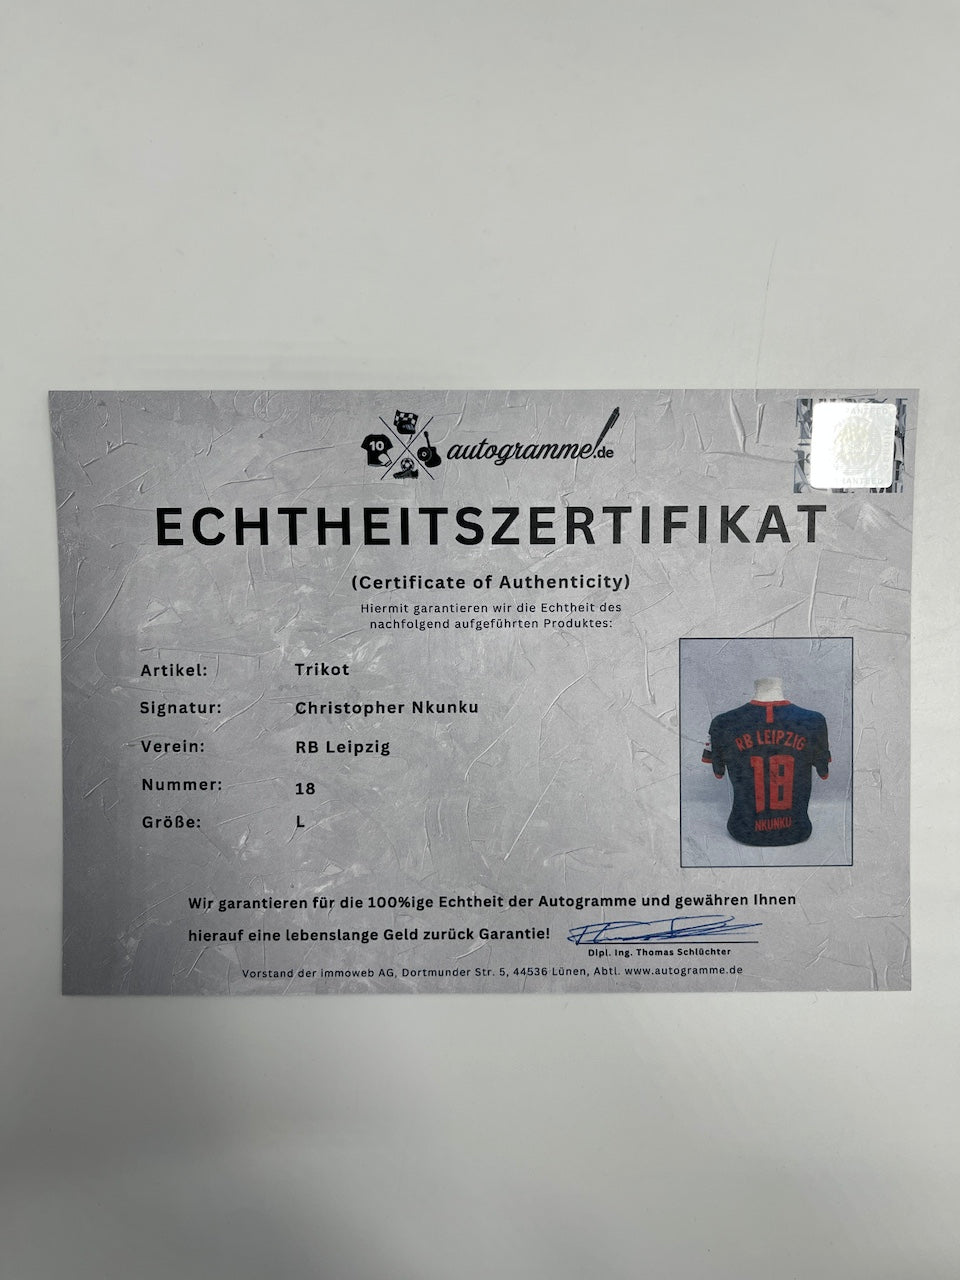 10
autogramme.de
ANTEED
ANTEED
ECHTHEITSZERTIFIKAT
(Certificate of Authenticity)
Hiermit garantieren wir die Echtheit des
nachfolgend aufgeführten Produktes:
Artikel: Trikot
Signatur: Christopher Nkunku
Verein: RB Leipzig
Nummer: 18
Größe: L
RB LEIPZIG
18
NKUNKU
Wir garantieren für die 100%ige Echtheit der Autogramme und gewähren Ihnen
hierauf eine lebenslange Geld zurück Garantie!
Dipl. Ing. Thomas Schlüchter
Vorstand der immoweb AG, Dortmunder Str. 5, 44536 Lünen, Abtl. www.autogramme.de